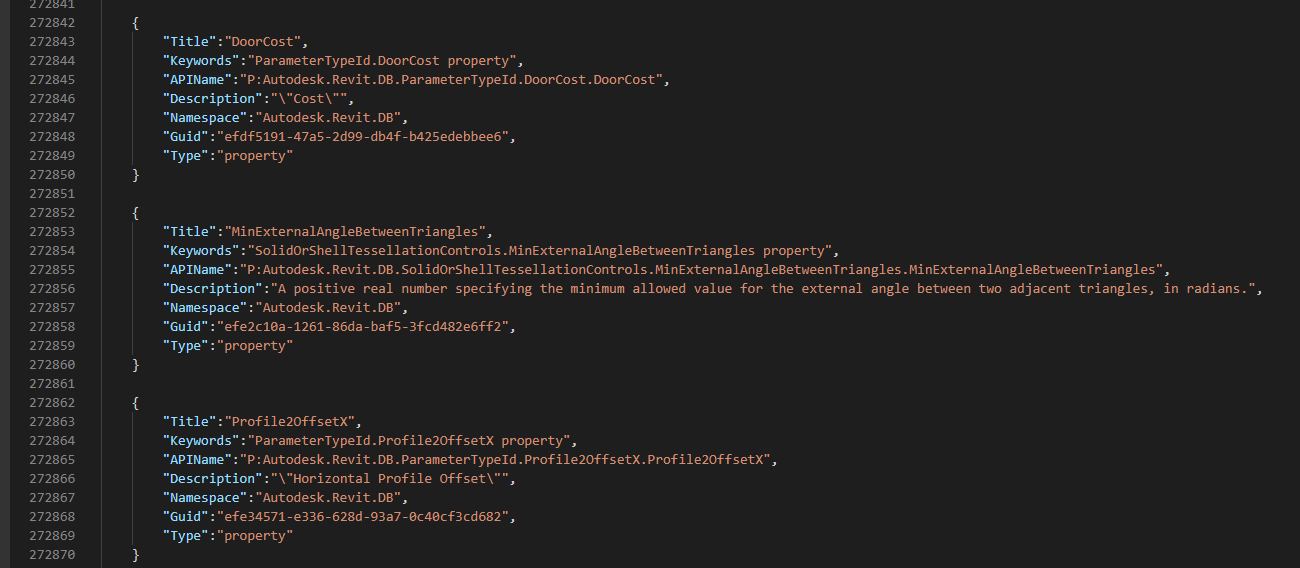 272841
272842 {
272843 "Title":"DoorCost",
272844 "Keywords":"ParameterTypeId.DoorCost property",
272845 "APIName":"P:Autodesk.Revit.DB.ParameterTypeId.DoorCost.DoorCost",
272846 "Description":"\"Cost\"",
272847 "Namespace":"Autodesk.Revit.DB",
272848 "Guid":"efdf5191-47a5-2d99-db4f-b425edebbee6",
272849 "Type":"property"
272850 }
272851
272852 {
272853 "Title":"MinExternalAngleBetweenTriangles",
272854 "Keywords":"SolidOrShellTessellationControls.MinExternalAngleBetweenTriangles property",
272855 "APIName":"P:Autodesk.Revit.DB.SolidOrShellTessellationControls.MinExternalAngleBetweenTriangles.MinExternalAngleBetweenTriangles",
272856 "Description":"A positive real number specifying the minimum allowed value for the external angle between two adjacent triangles, in radians.",
272857 "Namespace":"Autodesk.Revit.DB",
272858 "Guid":"efe2c10a-1261-86da-baf5-3fcd482e6ff2",
272859 "Type":"property"
272860 }
272861
272862 {
272863 "Title":"Profile2OffsetX",
272864 "Keywords":"ParameterTypeId.Profile2OffsetX property",
272865 "APIName":"P:Autodesk.Revit.DB.ParameterTypeId.Profile2OffsetX.Profile2OffsetX",
272866 "Description":"\"Horizontal Profile Offset\"",
272867 "Namespace":"Autodesk.Revit.DB",
272868 "Guid":"efe34571-e336-628d-93a7-0c40cf3cd682",
272869 "Type":"property"
272870 }